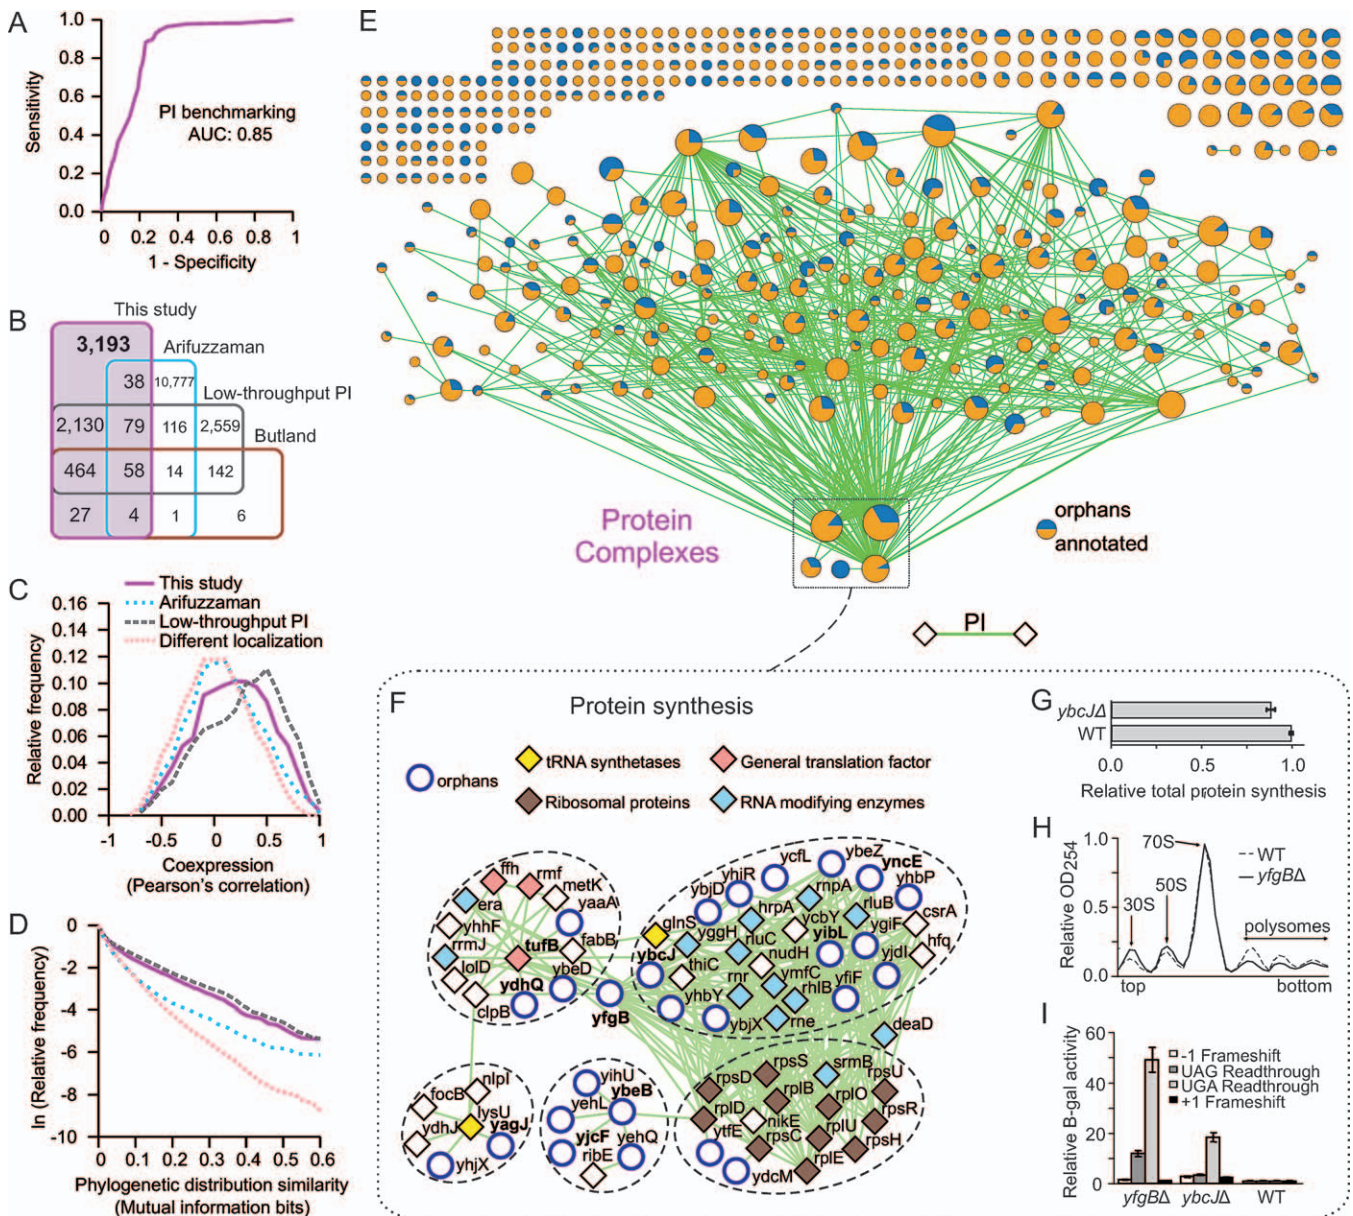 A
Sensitivity
1.0
0.8
0.6
0.4
0.2
0.0
PI benchmarking
AUC: 0.85
0 0.2 0.4 0.6 0.8 1
1 - Specificity
B
This study
3,193
Arifuzzaman
38 10,777
Low-throughput PI
2,130 79 116 2,559
Butland
464 58 14 142
27 4 1 6
C
This study
Arifuzzaman
Low-throughput PI
Different localization
Relative frequency
0.16
0.14
0.12
0.10
0.08
0.06
0.04
0.02
0.00
-1 -0.5 0 0.5 1
Coexpression
(Pearson's correlation)
D
ln (Relative frequency)
0
-2
-4
-6
-8
-10
0 0.1 0.2 0.3 0.4 0.5 0.6
Phylogenetic distribution similarity
(Mutual information bits)
E
Protein
Complexes
orphans
annotated
PI
F
Protein synthesis
orphans
tRNA synthetases
General translation factor
Ribosomal proteins
RNA modifying enzymes
ffh
rmf
metK
era
yaaA
yhhF
fabB
rrmJ
tufB
lolD
ybeD
ydhQ
clpB
yfgB
ycfL
ybeZ
yncE
yhiR
yhbP
ybjD
rnpA
hrpA
rluB
csrA
glnS
ycbY
yggH
rluC
yibL
ygiF
hfq
ybcJ
nudH
yjdI
thiC
rnr
ymfC
rhlB
yfiF
yhbY
ybjX
rne
deaD
focB
nlpI
lysU
ydhJ
yagJ
yhjX
yihU
ybeB
yehL
yjcF
yehQ
ribE
rpsS
srmB
rpsU
rpsD
rplB
rplO
rplD
nikE
rplU
rpsR
ytfE
rpsC
rpsH
rplE
ydcM
G
ybcJΔ
WT
0 0.5 1.0
Relative total protein synthesis
H
Relative OD254
1.0
0.5
0.0
70S
50S
30S
WT
yfgBΔ
polysomes
top
bottom
I
Relative B-gal activity
60
40
20
0
-1 Frameshift
UAG Readthrough
UGA Readthrough
+1 Frameshift
yfgBΔ ybcJΔ WT